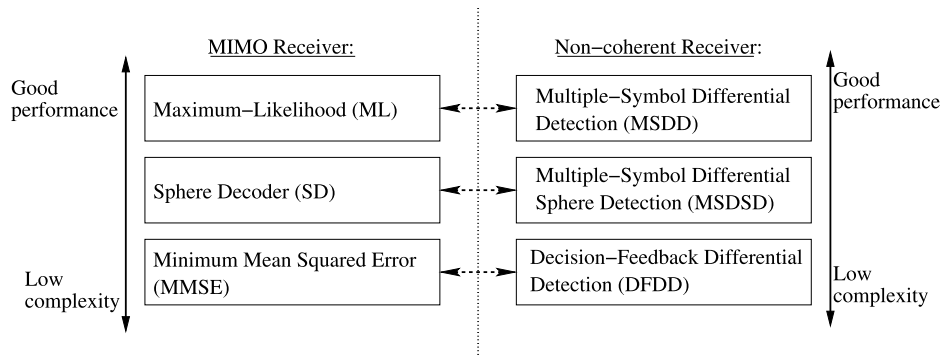 MIMO Receiver:
Good
performance
Maximum−Likelihood (ML)
Sphere Decoder (SD)
Minimum Mean Squared Error
(MMSE)
Low
complexity
Non−coherent Receiver:
Multiple−Symbol Differential
Detection (MSDD)
Multiple−Symbol Differential
Sphere Detection (MSDSD)
Decision−Feedback Differential
Detection (DFDD)
Good
performance
Low
complexity